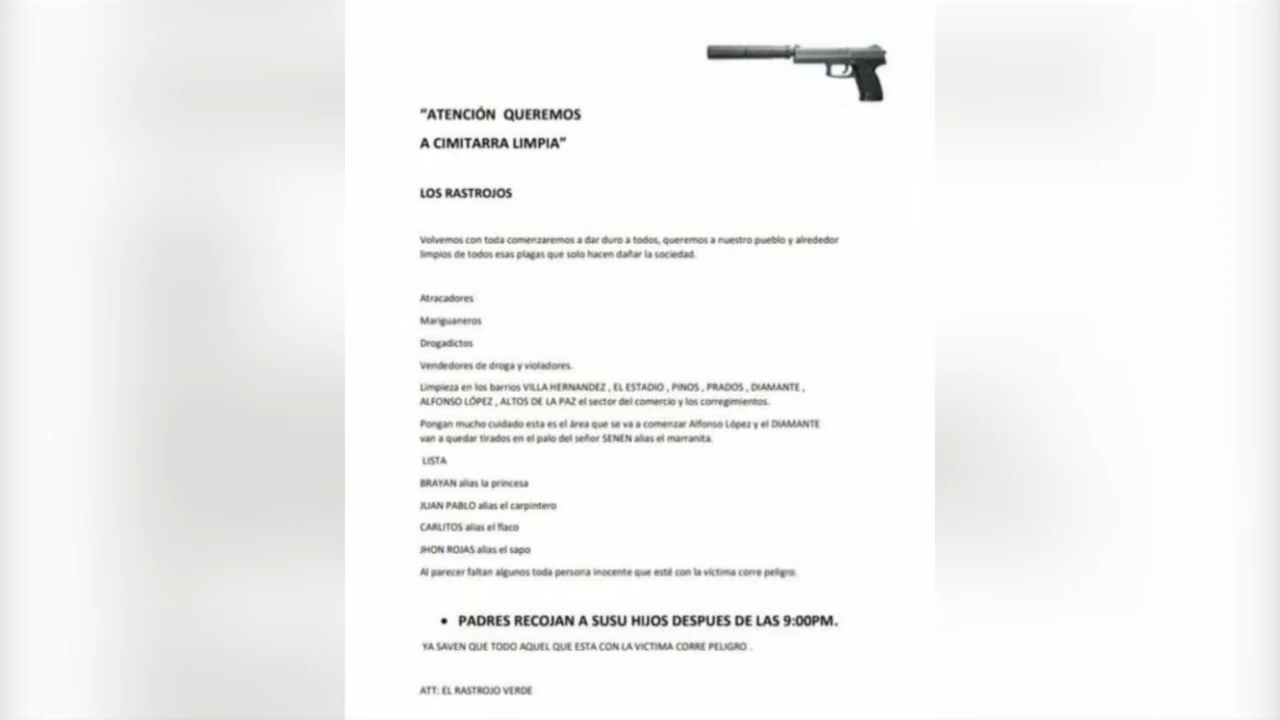 “ATENCIÓN QUEREMOS
A CIMITARRA LIMPIA”
LOS RASTROJOS
Volvemos con toda comenzaremos a dar duro a todos, queremos a nuestro pueblo y alrededor
limpios de todos esas plagas que solo hacen dañar la sociedad.
Atracadores
Mariguaneros
Drogadictos
Vendedores de droga y violadores.
Limpieza en los barrios VILLA HERNANDEZ , EL ESTADIO , PINOS , PRADOS , DIAMANTE ,
ALFONSO LÓPEZ , ALTOS DE LA PAZ el sector del comercio y los corregimientos.
Pongan mucho cuidado esta es el área que se va a comenzar Alfonso López y el DIAMANTE
van a quedar tirados en el palo del señor SENEN alias el marranita.
LISTA
BRAYAN alias la princesa
JUAN PABLO alias el carpintero
CARLITOS alias el flaco
JHON ROJAS alias el sapo
Al parecer faltan algunos toda persona inocente que esté con la víctima corre peligro.
• PADRES RECOJAN A SUSU HIJOS DESPUES DE LAS 9:00PM.
YA SAVEN QUE TODO AQUEL QUE ESTA CON LA VICTIMA CORRE PELIGRO .
ATT: EL RASTROJO VERDE